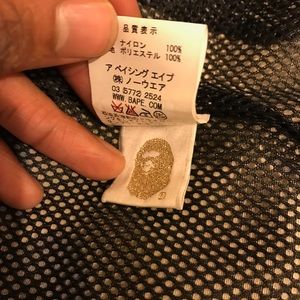 品質表示
ナイロン 100%
ポリエステル 100%
ア ベイシング エイプ
㈱ ノーウエア
03 5772 2524
WWW.BAPE.COM